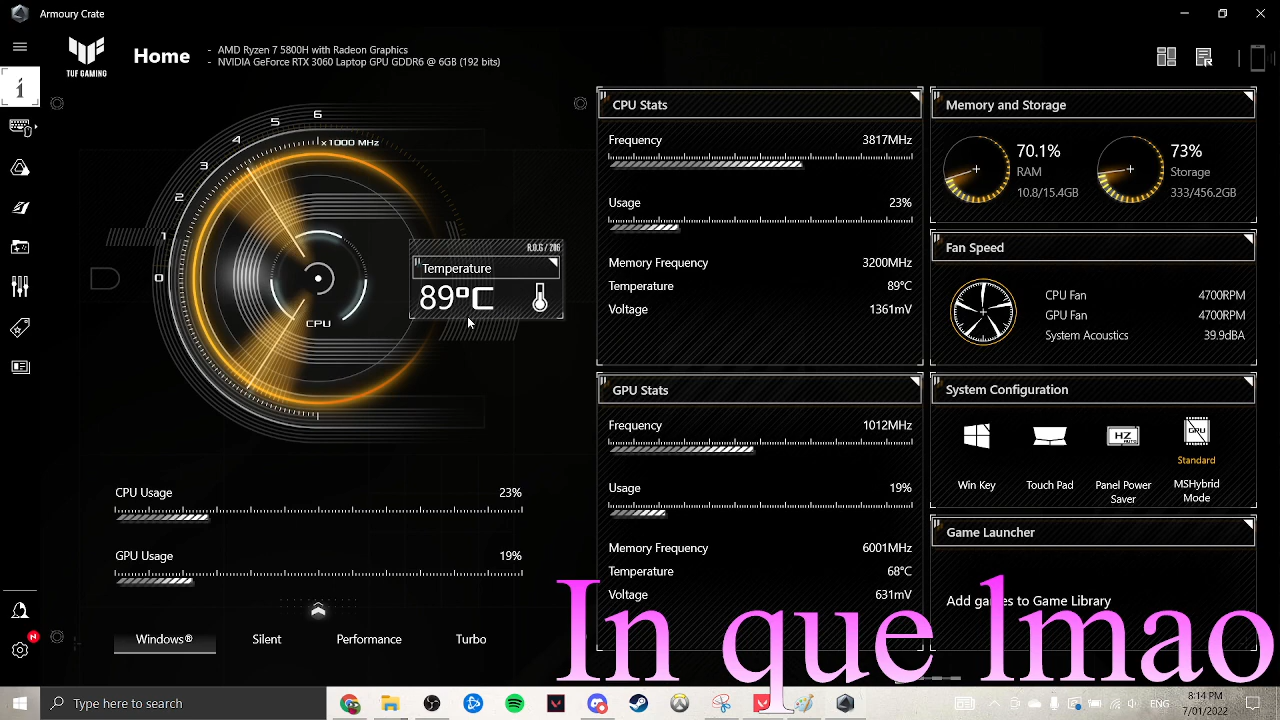 Armoury Crate
TUF GAMING
Home
- AMD Ryzen 7 5800H with Radeon Graphics
- NVIDIA GeForce RTX 3060 Laptop GPU GDDR6 @ 6GB (192 bits)
0
1
2
3
4
5
6
x1000 MHz
CPU
R.O.G / 286
Temperature
89°C
CPU Usage 23%
GPU Usage 19%
Windows® Silent Performance Turbo
CPU Stats
Frequency 3817MHz
Usage 23%
Memory Frequency 3200MHz
Temperature 89°C
Voltage 1361mV
GPU Stats
Frequency 1012MHz
Usage 19%
Memory Frequency 6001MHz
Temperature 68°C
Voltage 631mV
Memory and Storage
70.1%
RAM
10.8/15.4GB
73%
Storage
333/456.2GB
Fan Speed
CPU Fan 4700RPM
GPU Fan 4700RPM
System Acoustics 39.9dBA
System Configuration
Win Key
Touch Pad
HZ
Panel Power
Saver
GPU
Standard
MSHybrid
Mode
Game Launcher
Add games to Game Library
In que lmao
N
Type here to search
8:14 PM
7/01/2023